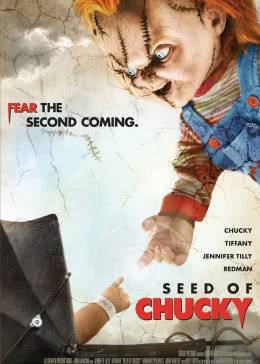 FEAR THE
SECOND COMING.
CHUCKY
TIFFANY
JENNIFER TILLY
REDMAN
SEED OF
CHUCKY